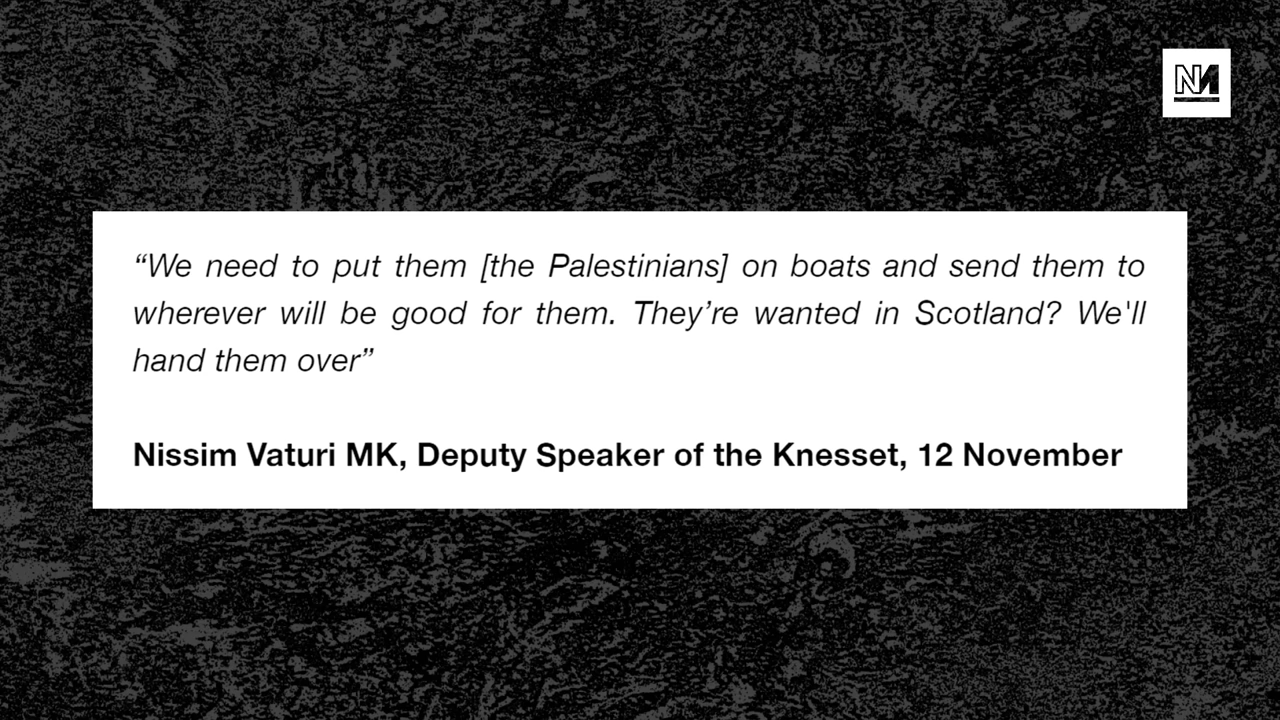 NM
“We need to put them [the Palestinians] on boats and send them to
wherever will be good for them. They’re wanted in Scotland? We'll
hand them over”
Nissim Vaturi MK, Deputy Speaker of the Knesset, 12 November